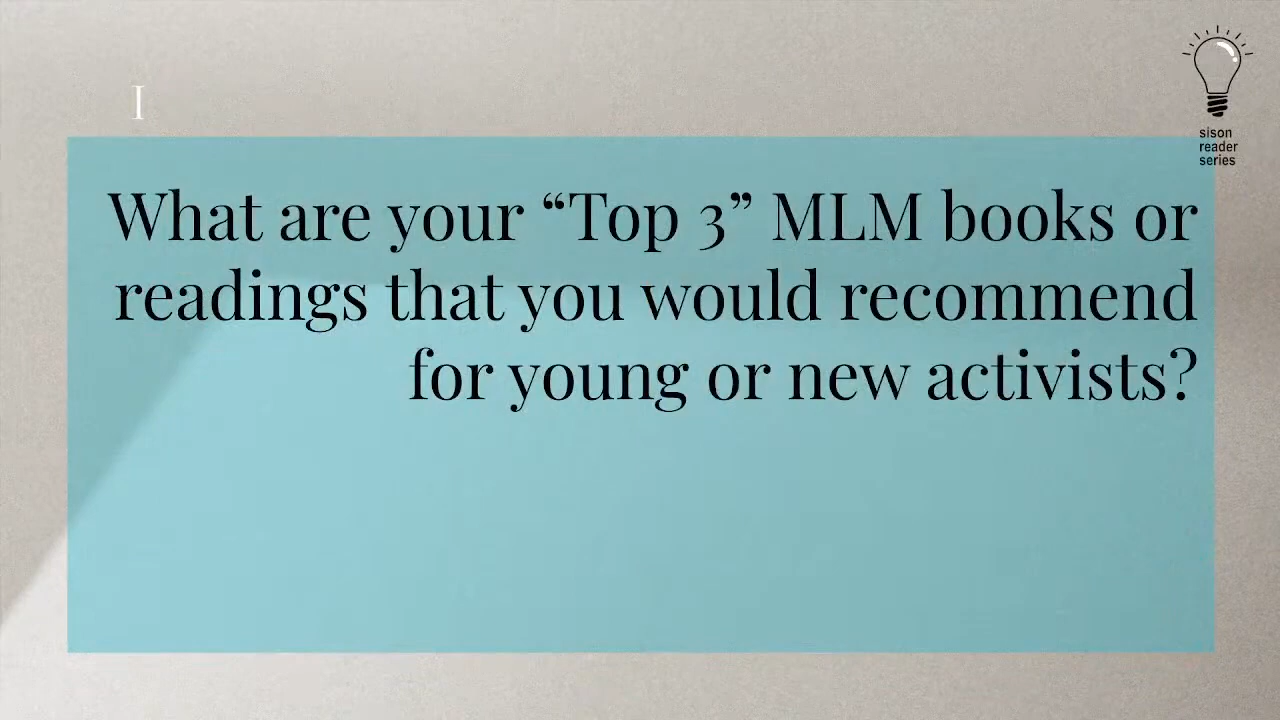 I
What are your “Top 3” MLM books or
readings that you would recommend
for young or new activists?
sison
reader
series